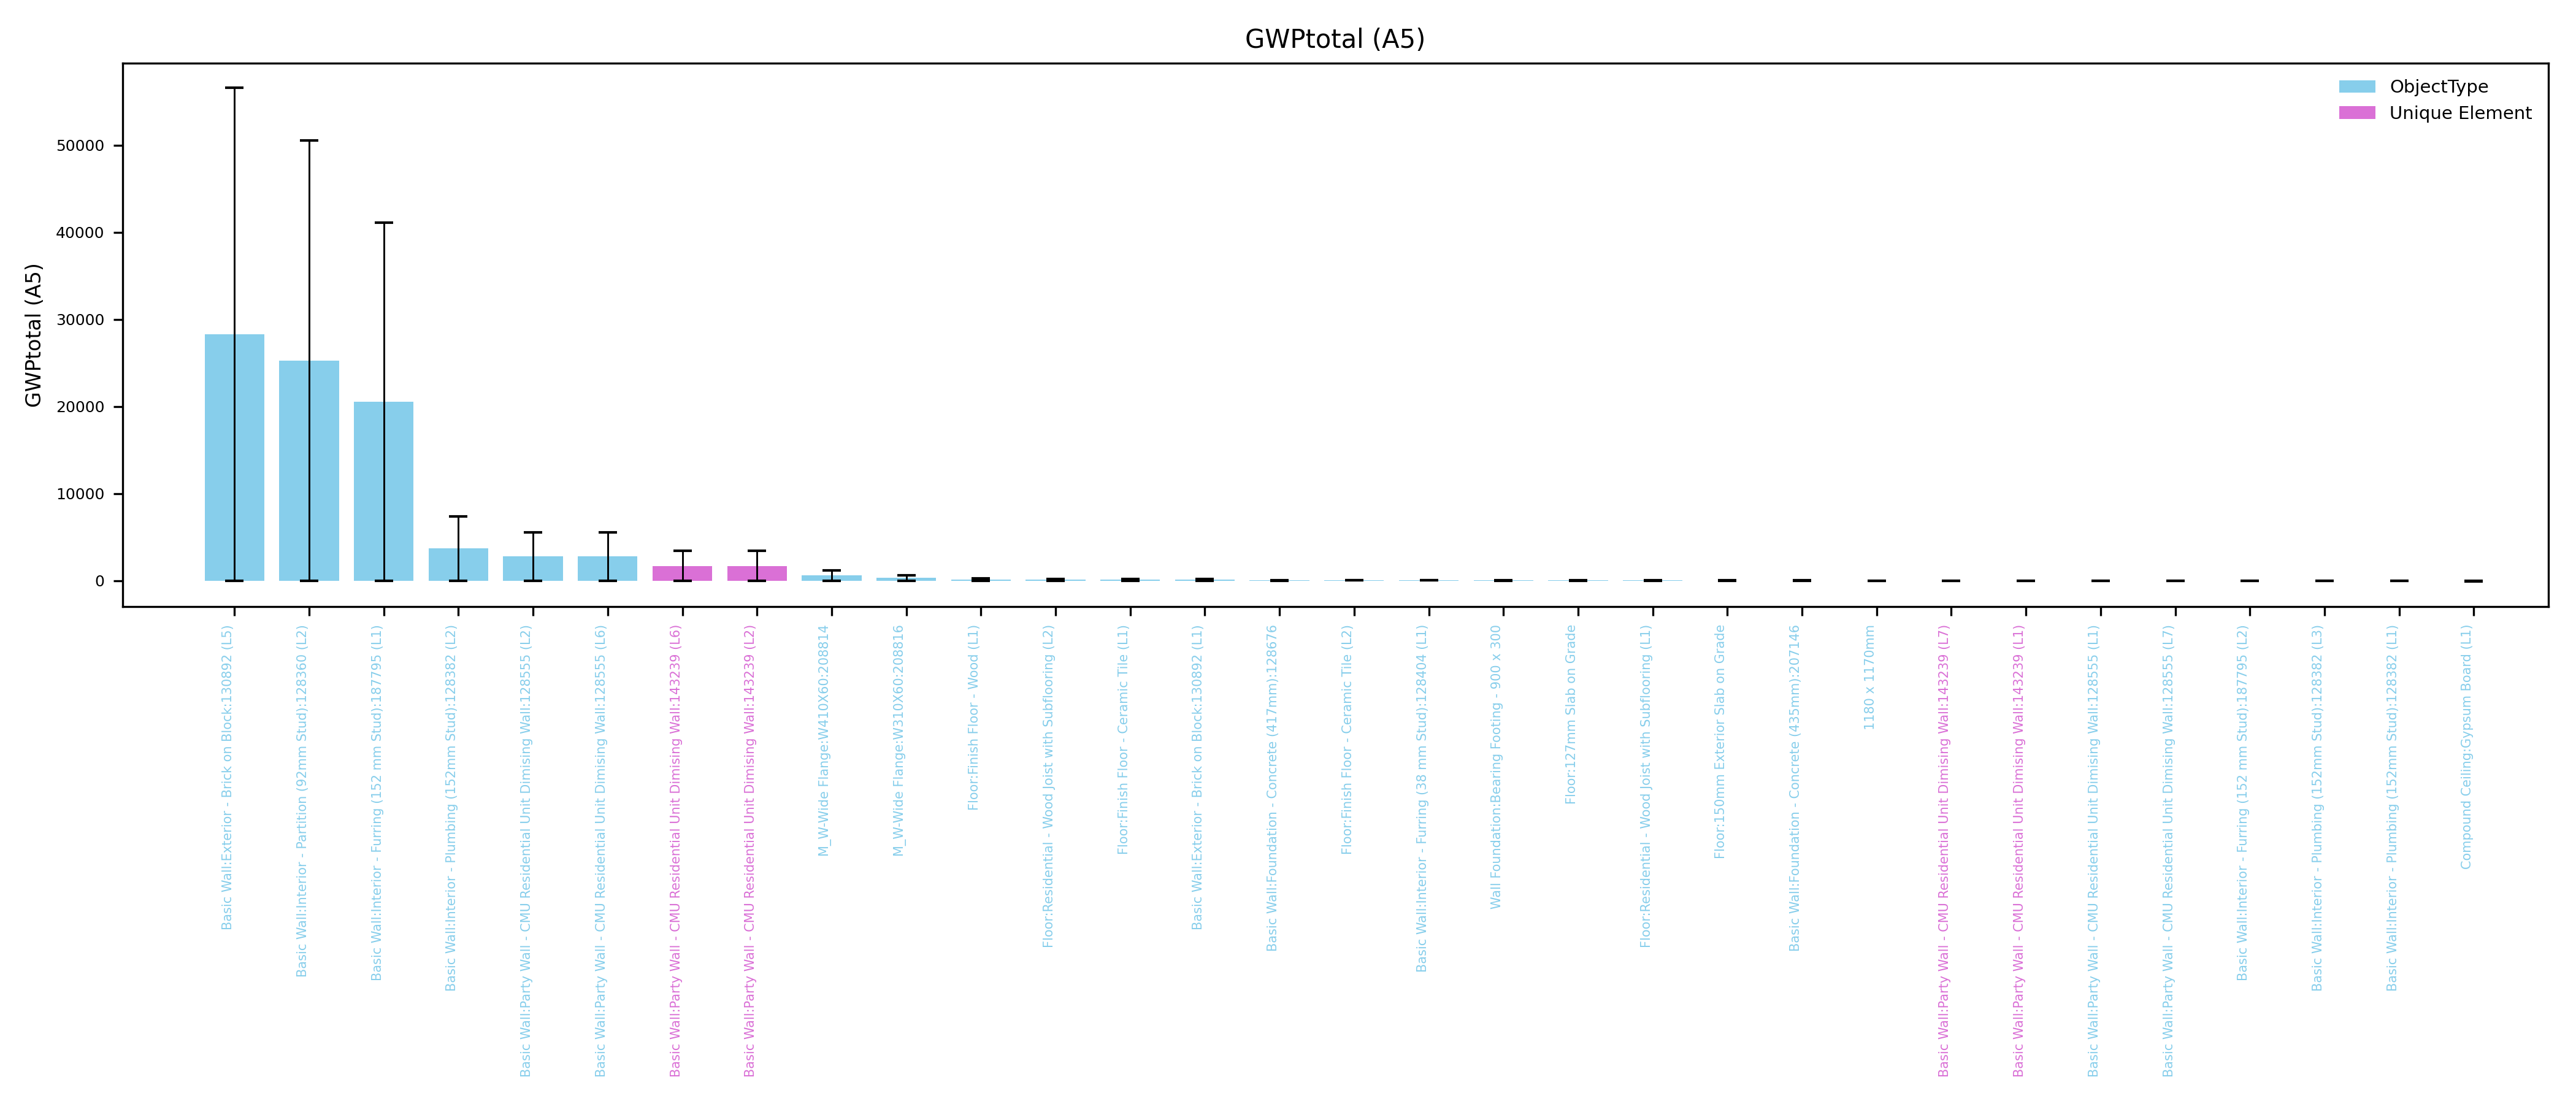 GWPtotal (A5)
GWPtotal (A5)
50000
40000
30000
20000
10000
0
ObjectType
Unique Element
Basic Wall:Exterior - Brick on Block:130892 (L5)
Basic Wall:Interior - Partition (92mm Stud):128360 (L2)
Basic Wall:Interior - Furring (152 mm Stud):187795 (L1)
Basic Wall:Interior - Plumbing (152mm Stud):128382 (L2)
Basic Wall:Party Wall - CMU Residential Unit Dimising Wall:128555 (L2)
Basic Wall:Party Wall - CMU Residential Unit Dimising Wall:128555 (L6)
Basic Wall:Party Wall - CMU Residential Unit Dimising Wall:143239 (L6)
Basic Wall:Party Wall - CMU Residential Unit Dimising Wall:143239 (L2)
M_W-Wide Flange:W410X60:208814
M_W-Wide Flange:W310X60:208816
Floor:Finish Floor - Wood (L1)
Floor:Residential - Wood Joist with Subflooring (L2)
Floor:Finish Floor - Ceramic Tile (L1)
Basic Wall:Exterior - Brick on Block:130892 (L1)
Basic Wall:Foundation - Concrete (417mm):128676
Floor:Finish Floor - Ceramic Tile (L2)
Basic Wall:Interior - Furring (38 mm Stud):128404 (L1)
Wall Foundation:Bearing Footing - 900 x 300
Floor:127mm Slab on Grade
Floor:Residential - Wood Joist with Subflooring (L1)
Floor:150mm Exterior Slab on Grade
Basic Wall:Foundation - Concrete (435mm):207146
1180 x 1170mm
Basic Wall:Party Wall - CMU Residential Unit Dimising Wall:143239 (L7)
Basic Wall:Party Wall - CMU Residential Unit Dimising Wall:143239 (L1)
Basic Wall:Party Wall - CMU Residential Unit Dimising Wall:128555 (L1)
Basic Wall:Party Wall - CMU Residential Unit Dimising Wall:128555 (L7)
Basic Wall:Interior - Furring (152 mm Stud):187795 (L2)
Basic Wall:Interior - Plumbing (152mm Stud):128382 (L3)
Basic Wall:Interior - Plumbing (152mm Stud):128382 (L1)
Compound Ceiling:Gypsum Board (L1)